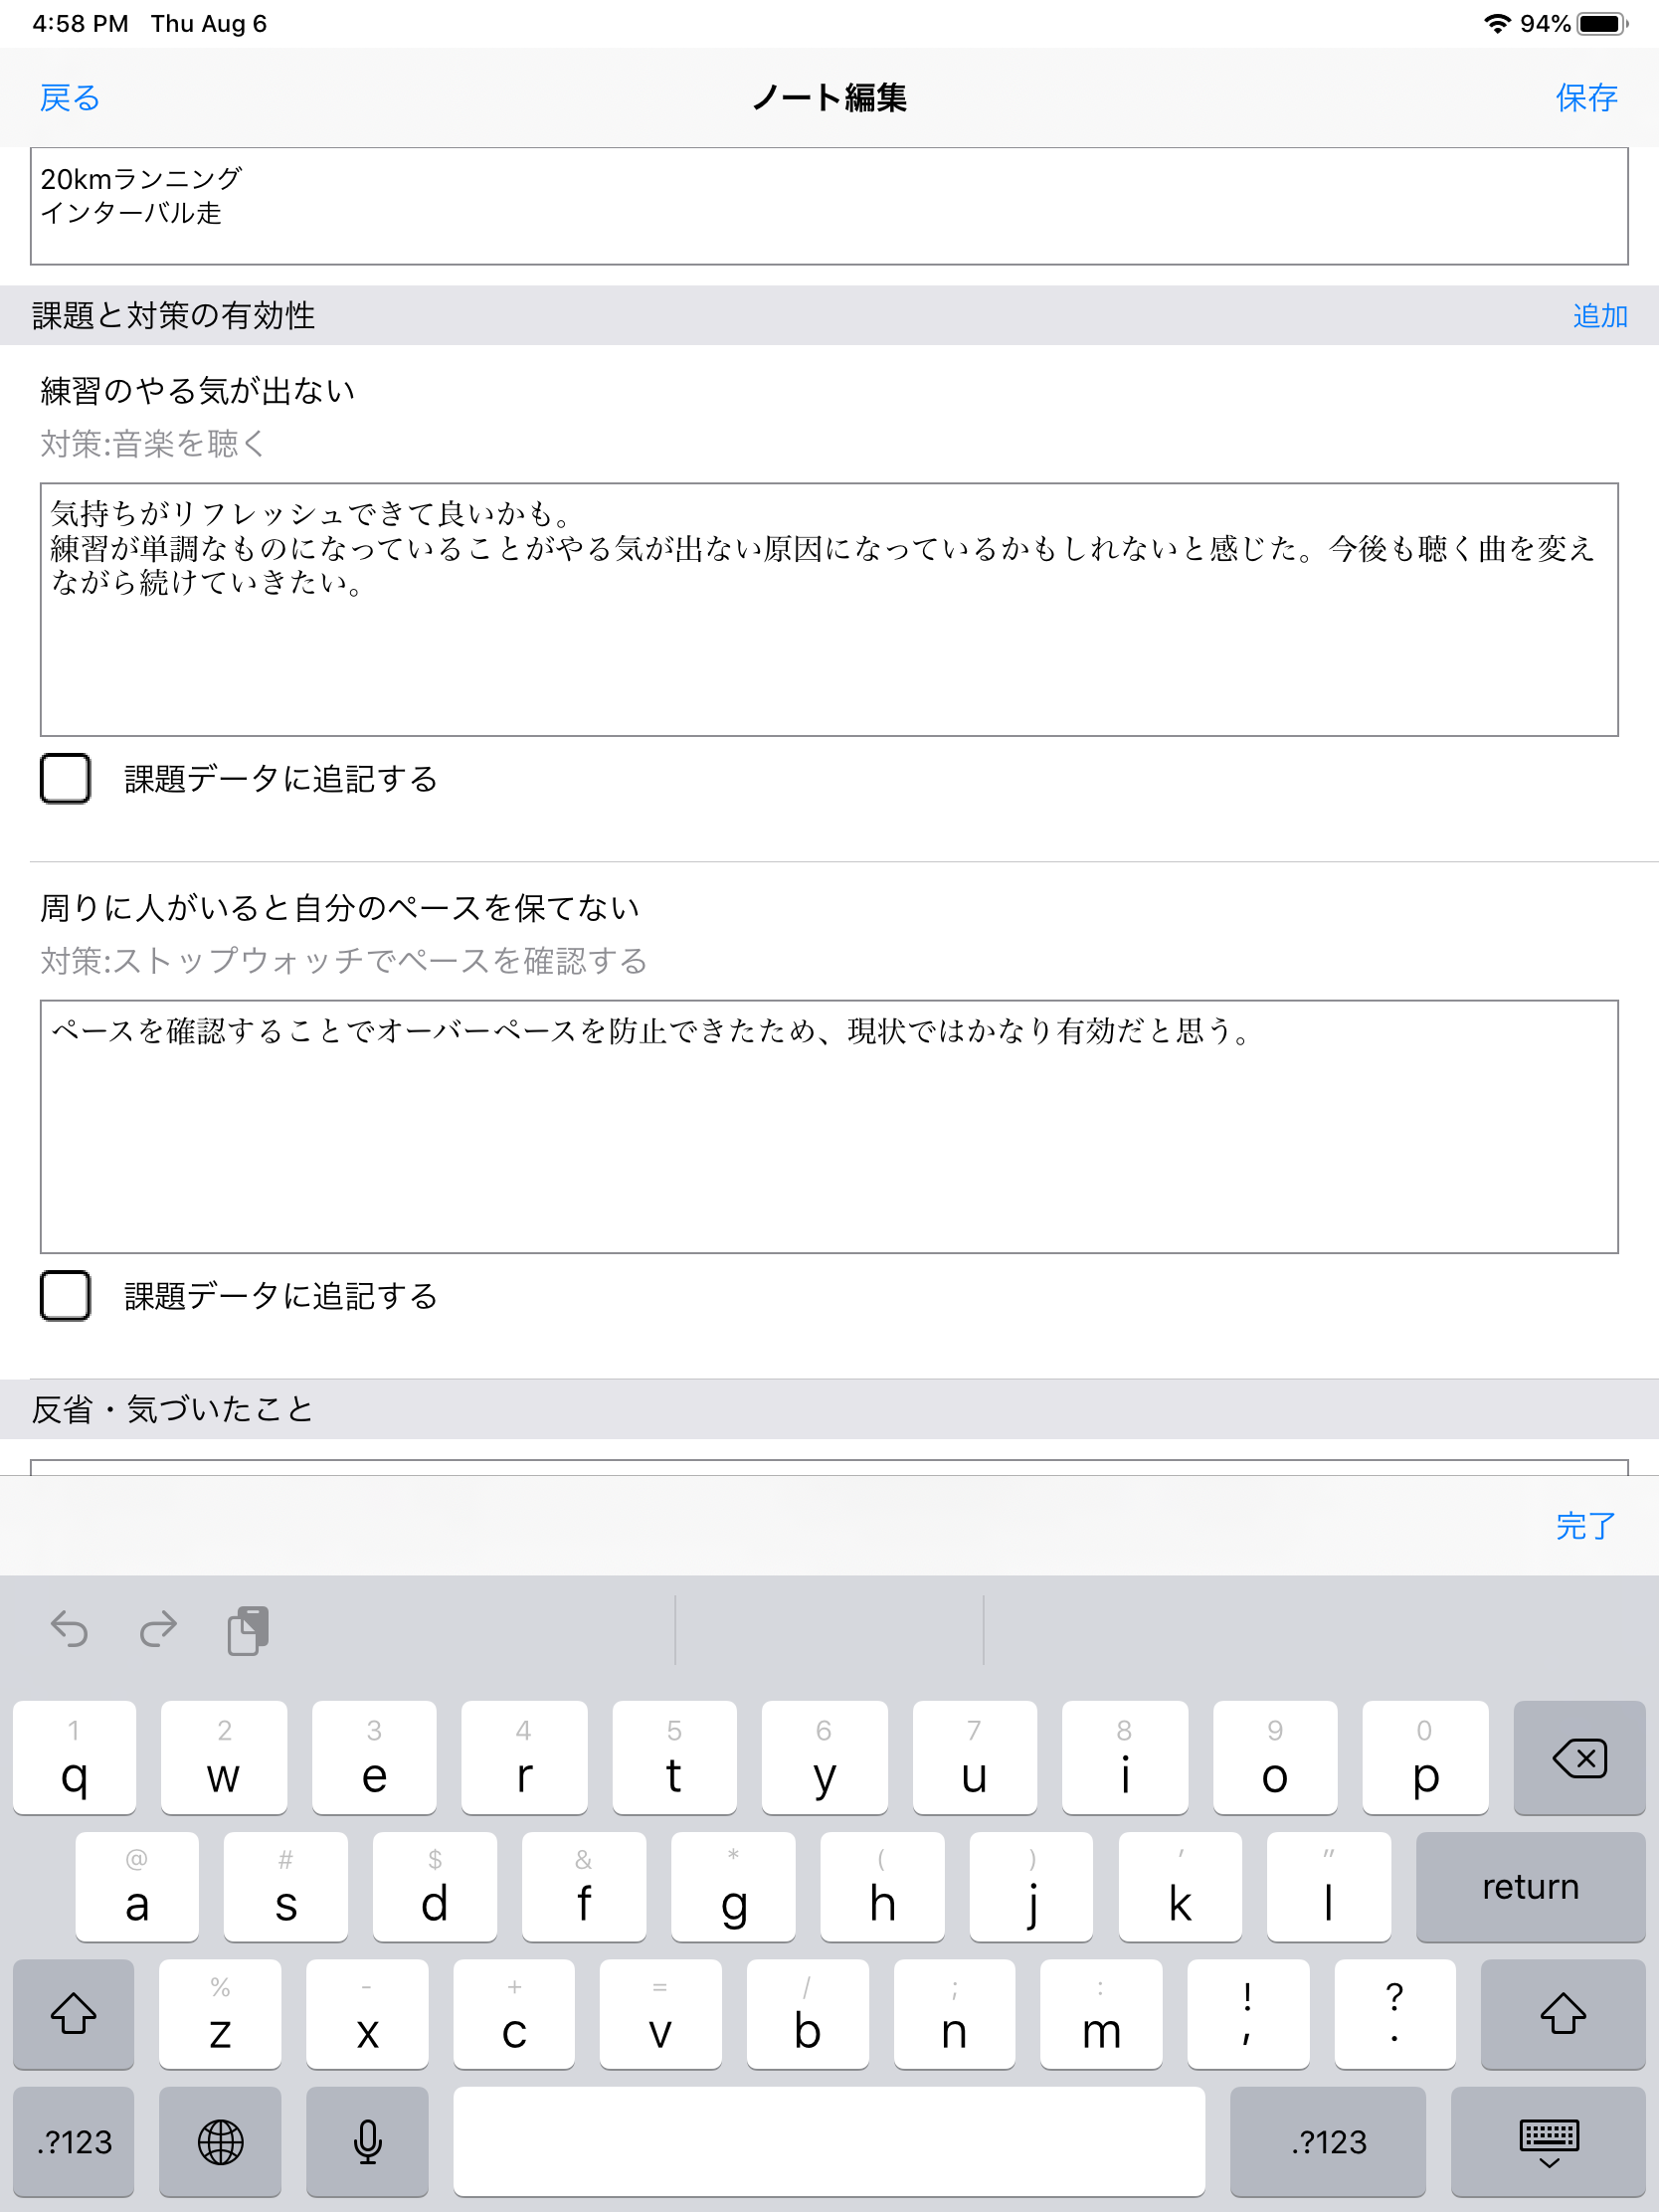 4:58 PM Thu Aug 6 94%
戻る ノート編集 保存
20kmランニング
インターバル走
課題と対策の有効性 追加
練習のやる気が出ない
対策:音楽を聴く
気持ちがリフレッシュできて良いかも。
練習が単調なものになっていることがやる気が出ない原因になっているかもしれないと感じた。今後も聴く曲を変え
ながら続けていきたい。
課題データに追記する
周りに人がいると自分のペースを保てない
対策:ストップウォッチでペースを確認する
ペースを確認することでオーバーペースを防止できたため、現状ではかなり有効だと思う。
課題データに追記する
反省・気づいたこと
完了
1 2 3 4 5 6 7 8 9 0
q w e r t y u i o p
@ # $ & * ( ) ' "
a s d f g h j k l return
% - + = / ; : ! ?
z x c v b n m , .
.?123 .?123